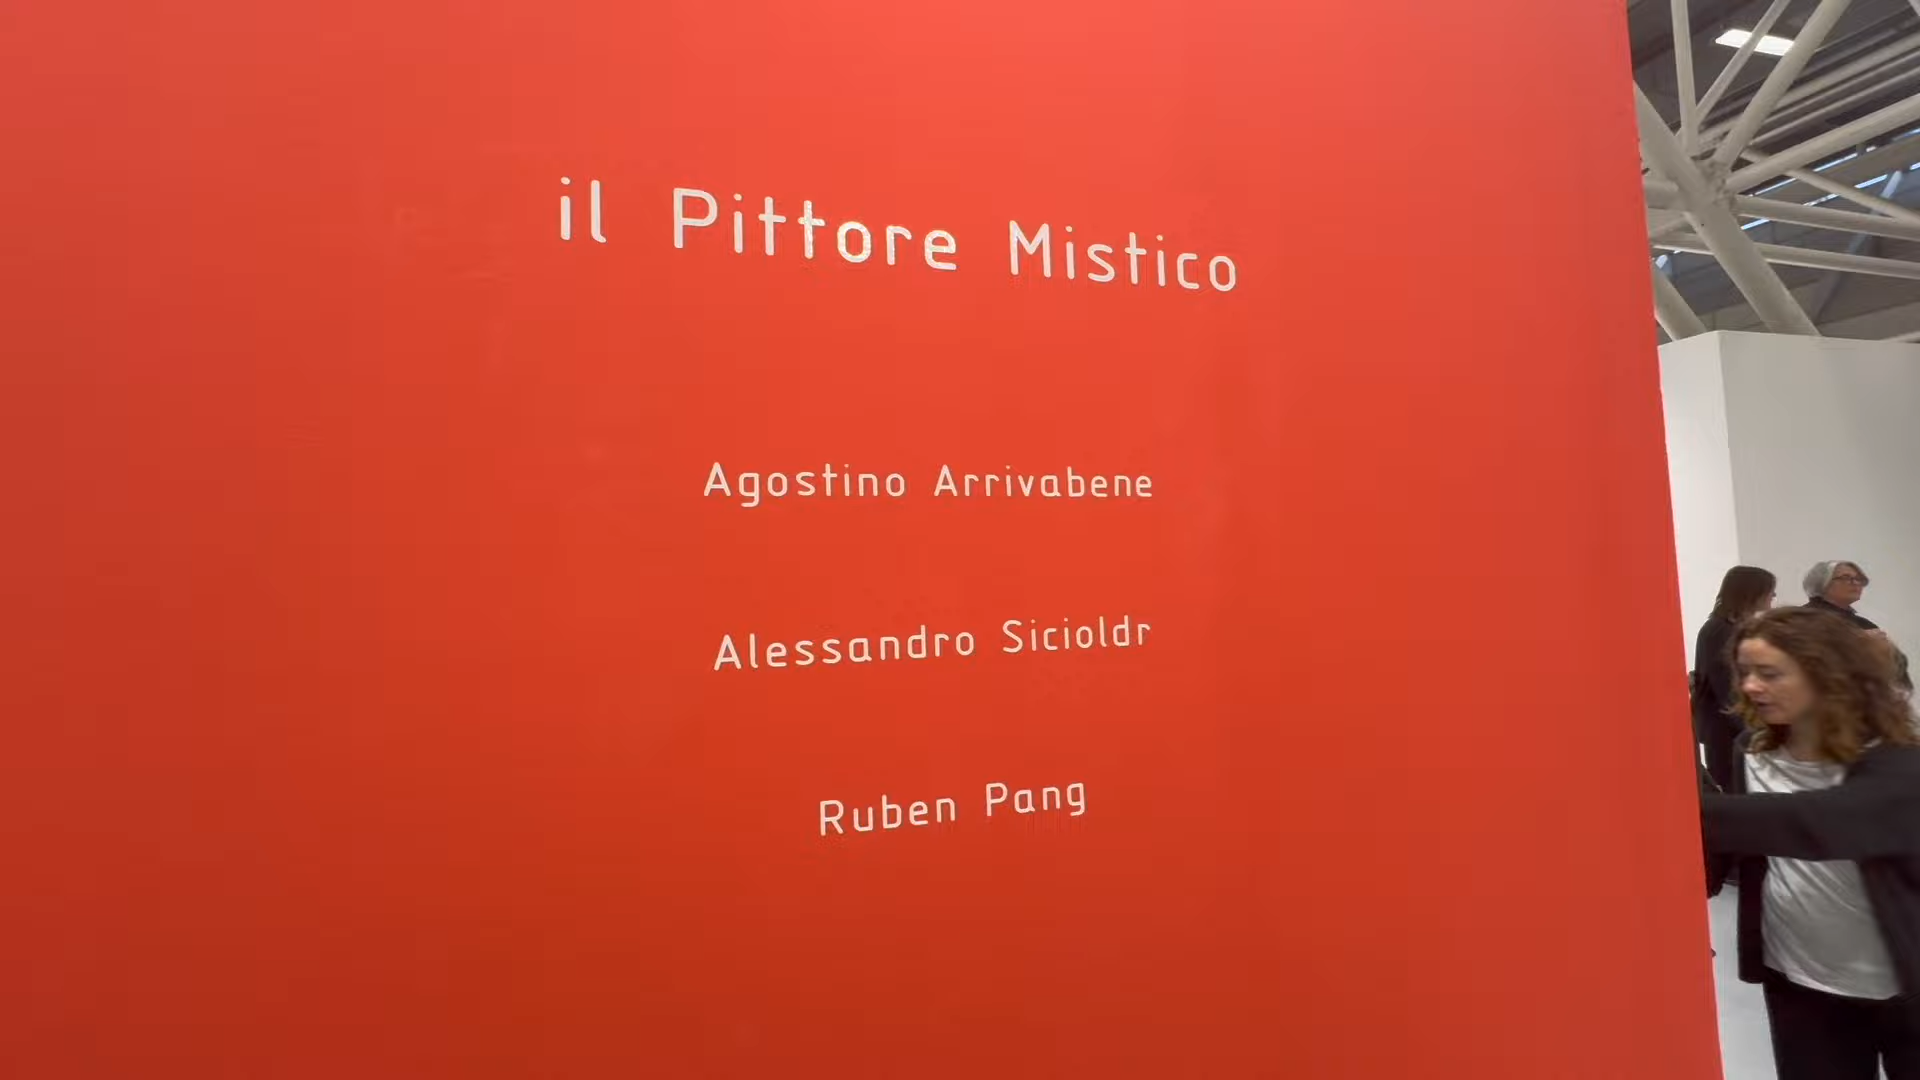 il Pittore Mistico
Agostino Arrivabene
Alessandro Sicioldr
Ruben Pang